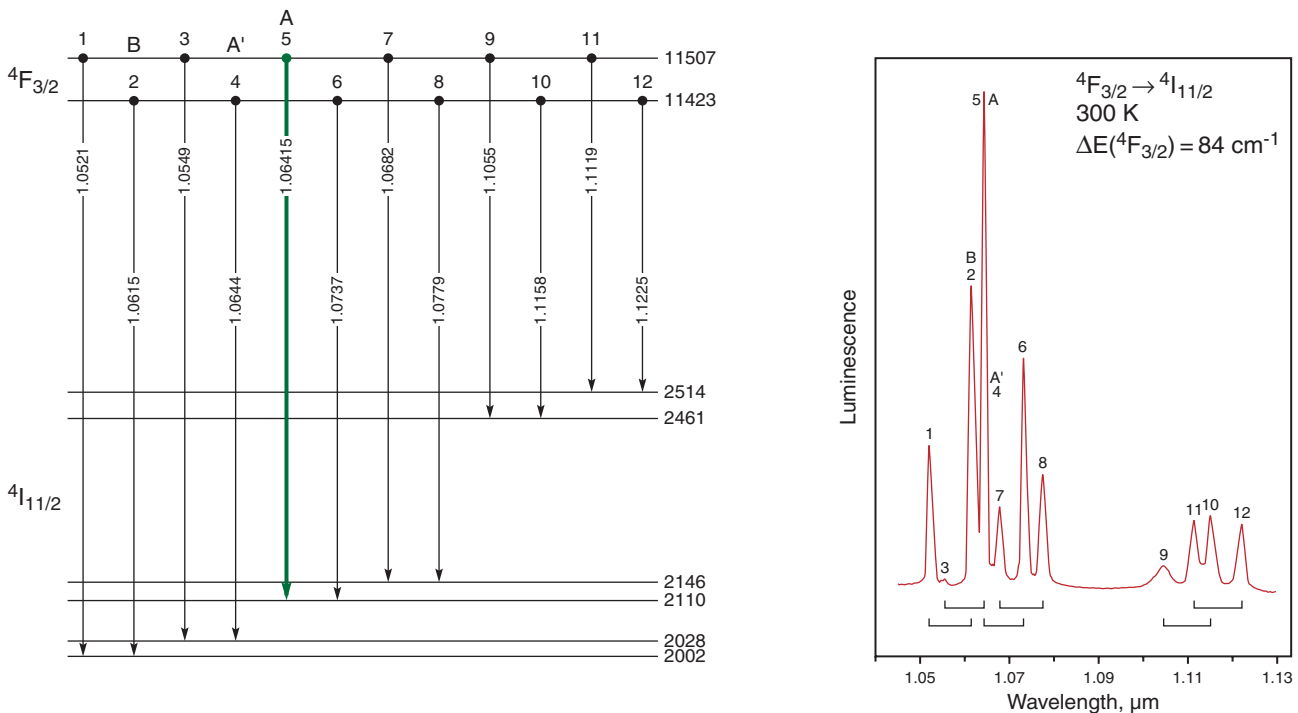 A
1 B 3 A' 5 7 9 11
11507
⁴F₃/₂
2 4 6 8 10 12
11423
1.0521
1.0549
1.06415
1.0682
1.1055
1.1119
1.0615
1.0644
1.0737
1.0779
1.1158
1.1225
2514
2461
⁴I₁₁/₂
2146
2110
2028
2002
⁴F₃/₂ → ⁴I₁₁/₂
300 K
ΔE(⁴F₃/₂) = 84 cm⁻¹
5 A
B
2
A'
4
6
1
8
7
3
9
11 10 12
Luminescence
1.05 1.07 1.09 1.11 1.13
Wavelength, µm